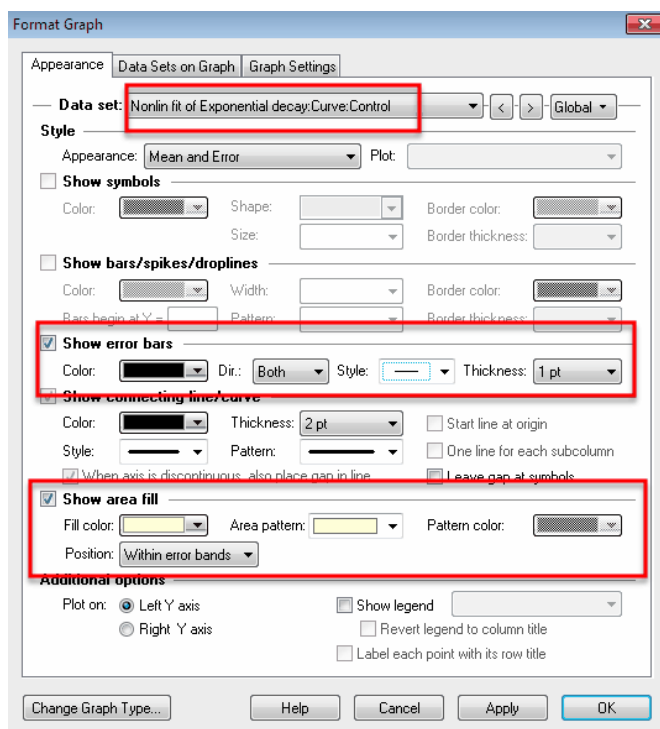 Format Graph
Appearance Data Sets on Graph Graph Settings
Data set: Nonlin fit of Exponential decay:Curve:Control < > Global
Style
Appearance: Mean and Error Plot:
Show symbols
Color: Shape: Border color:
Size: Border thickness:
Show bars/spikes/droplines
Color: Width: Border color:
Bars begin at Y = Pattern: Border thickness:
Show error bars
Color: Dir.: Both Style: Thickness: 1 pt
Show connecting line/curve
Color: Thickness: 2 pt Start line at origin
Style: Pattern: One line for each subcolumn
When axis is discontinuous, also place gap in line Leave gap at symbols
Show area fill
Fill color: Area pattern: Pattern color:
Position: Within error bands
Additional options
Plot on: Left Y axis Show legend
Right Y axis Revert legend to column title
Label each point with its row title
Change Graph Type... Help Cancel Apply OK